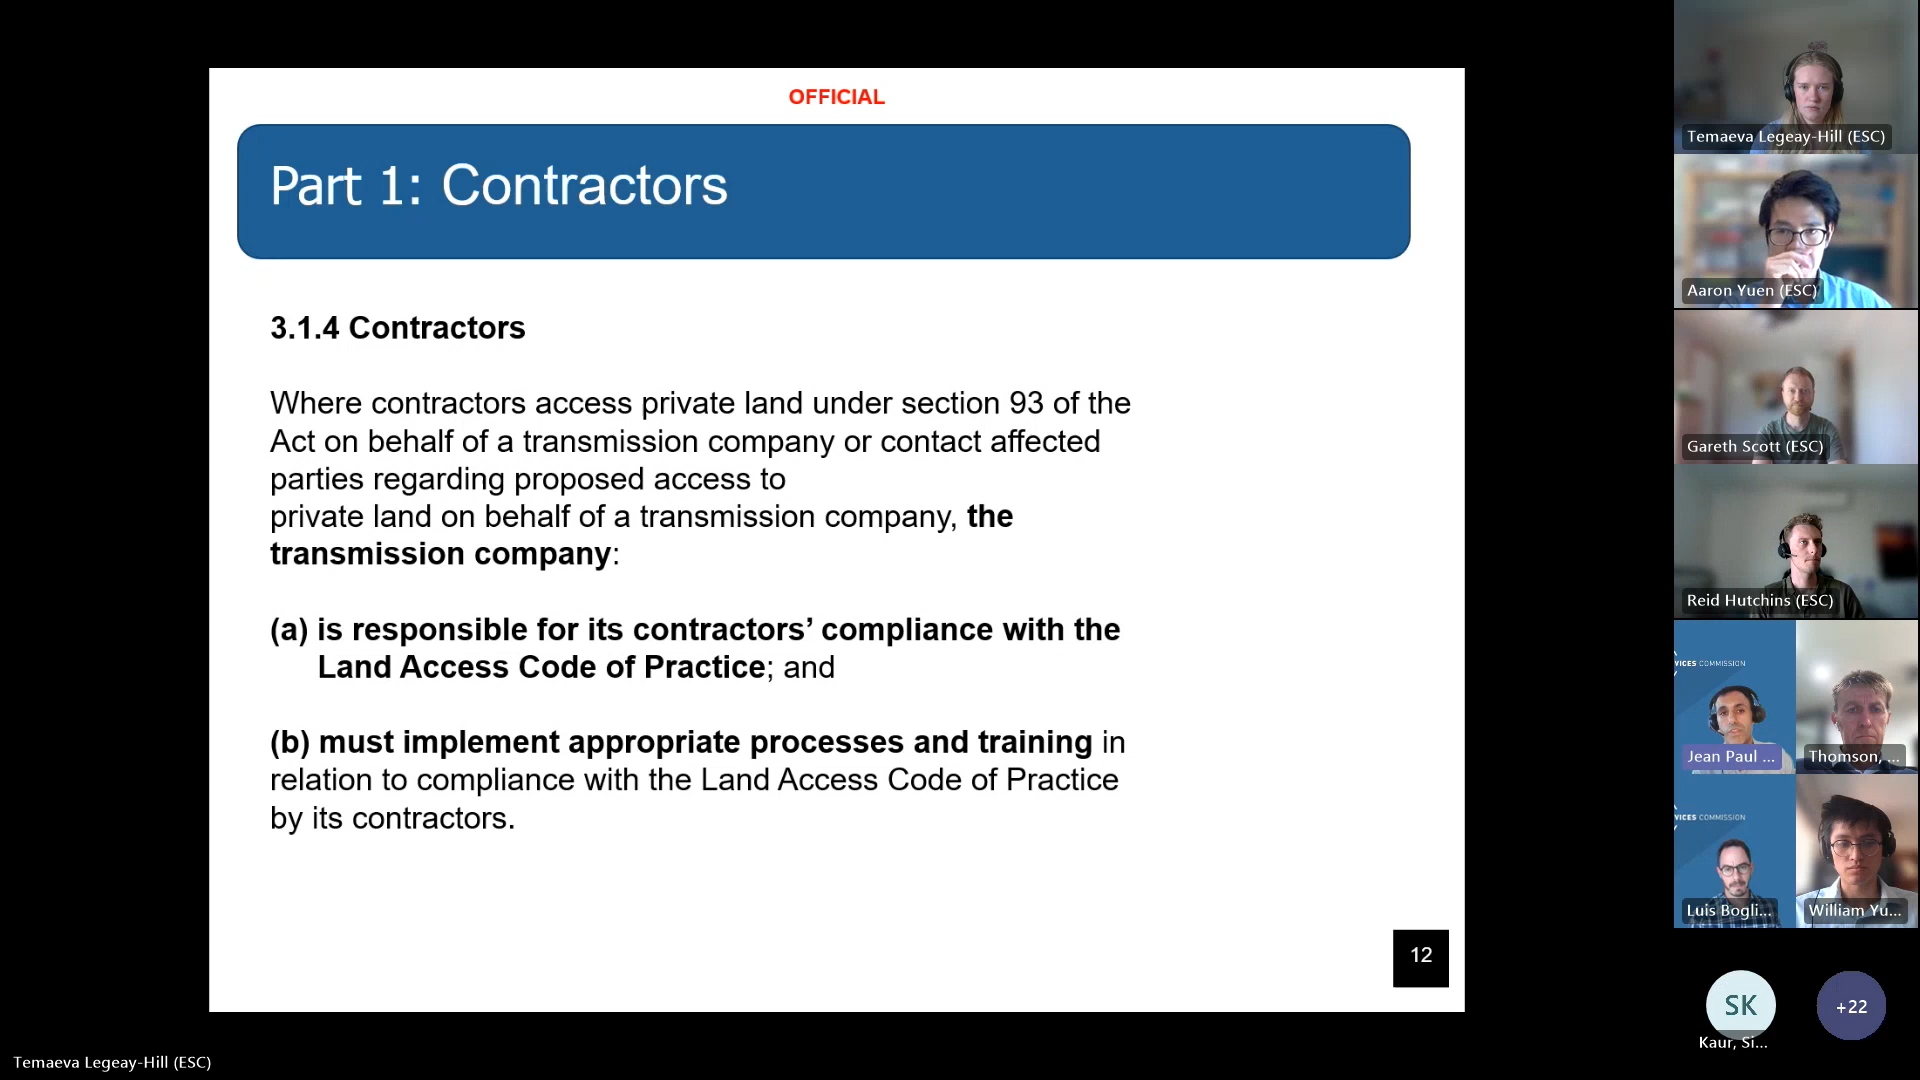 OFFICIAL
Part 1: Contractors
3.1.4 Contractors
Where contractors access private land under section 93 of the
Act on behalf of a transmission company or contact affected
parties regarding proposed access to
private land on behalf of a transmission company, the
transmission company:
(a) is responsible for its contractors’ compliance with the
Land Access Code of Practice; and
(b) must implement appropriate processes and training in
relation to compliance with the Land Access Code of Practice
by its contractors.
12
Temaeva Legeay-Hill (ESC)
Temaeva Legeay-Hill (ESC)
Aaron Yuen (ESC)
Gareth Scott (ESC)
Reid Hutchins (ESC)
VICES COMMISSION
Jean Paul ...
Thomson, ...
VICES COMMISSION
Luis Bogli...
William Yu...
SK
Kaur, Si...
+22